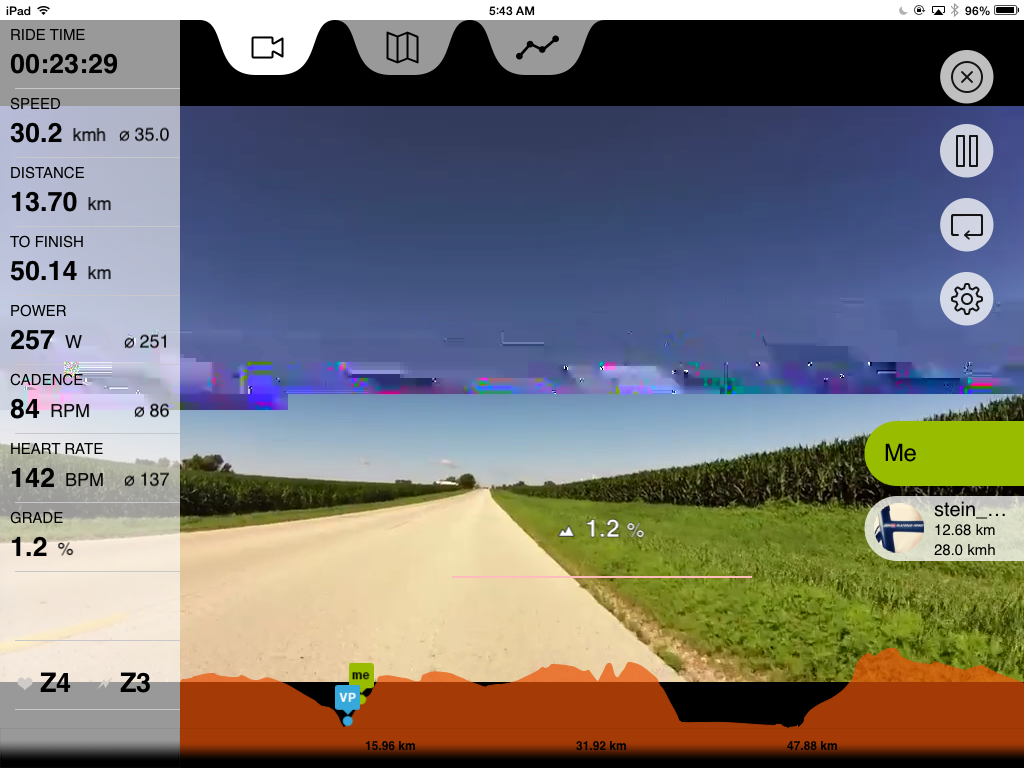 iPad 5:43 AM 96%
RIDE TIME
00:23:29
SPEED
30.2 kmh ⌀ 35.0
DISTANCE
13.70 km
TO FINISH
50.14 km
POWER
257 W ⌀ 251
CADENCE
84 RPM ⌀ 86
HEART RATE
142 BPM ⌀ 137
GRADE
1.2 %
Z4 Z3
Me
stein_...
12.68 km
28.0 kmh
1.2 %
me
VP
15.96 km 31.92 km 47.88 km